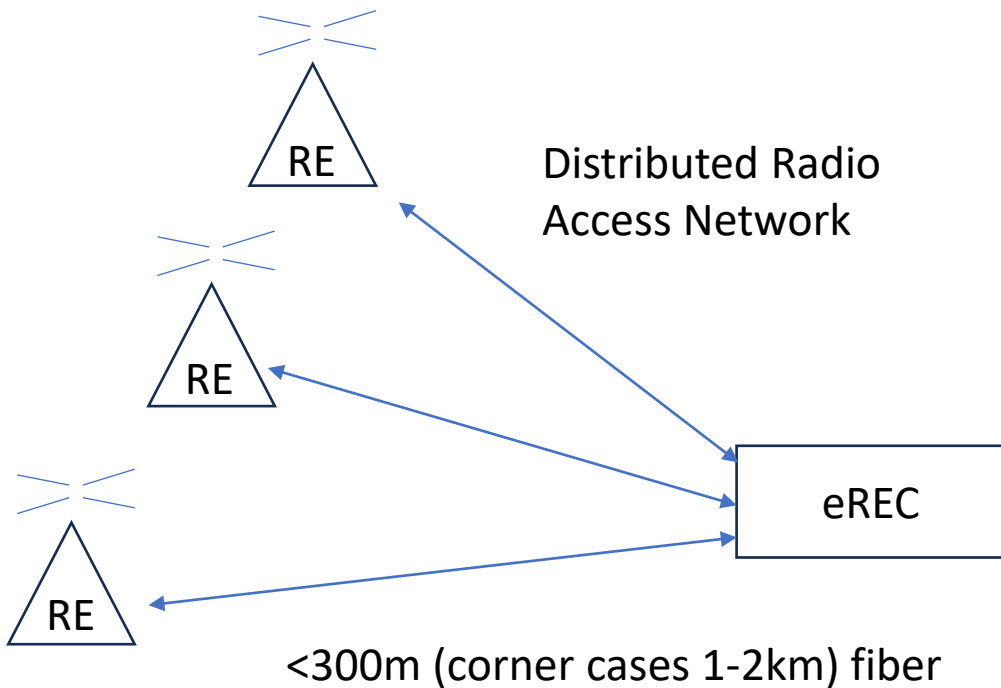 RE
Distributed Radio
Access Network
RE
eREC
RE
<300m (corner cases 1-2km) fiber